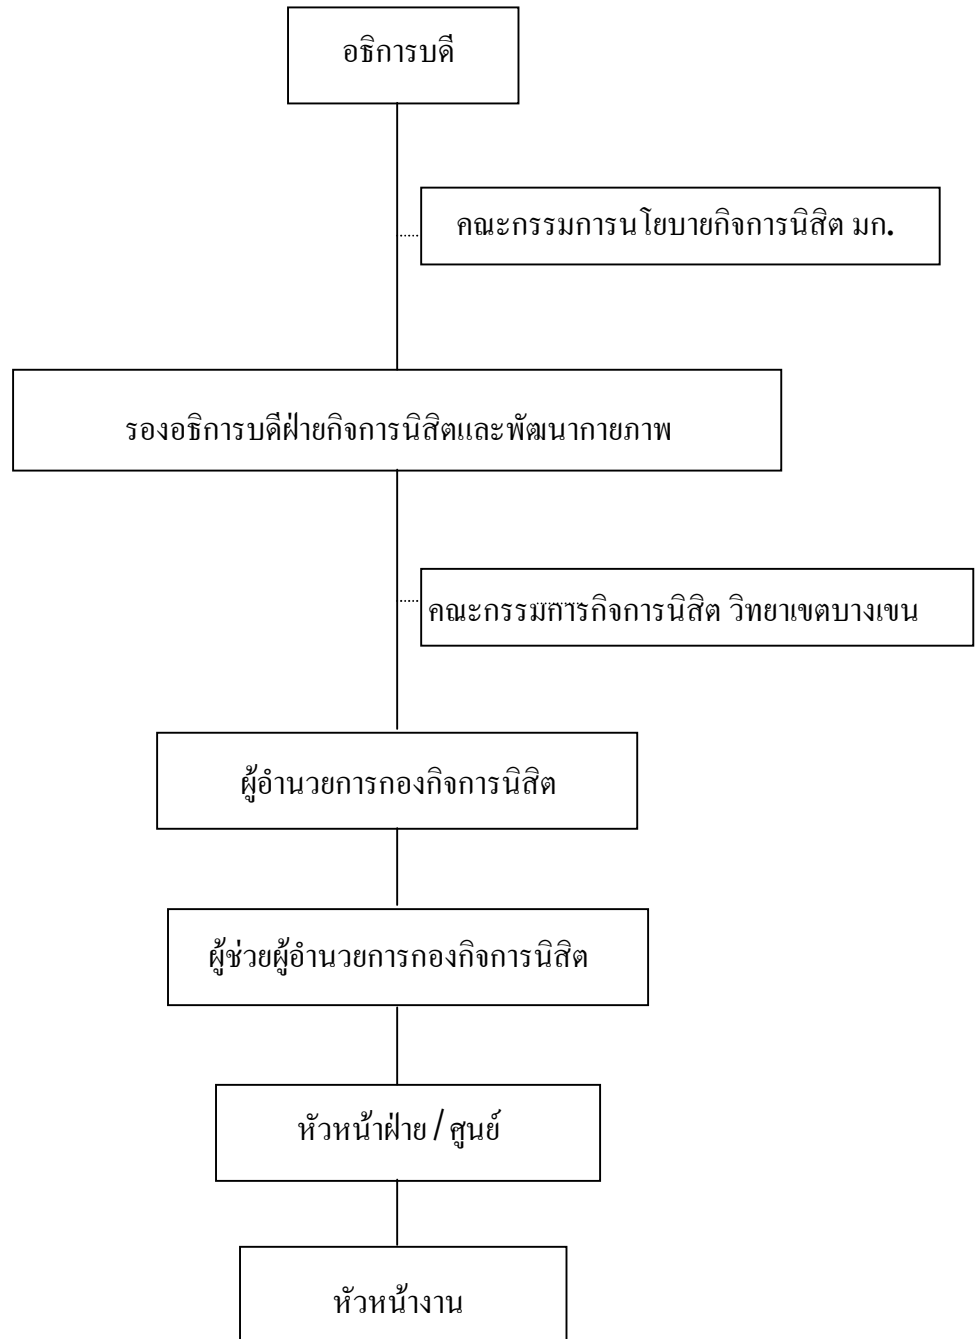 อธิการบดี
คณะกรรมการนโยบายกิจการนิสิต มก.
รองอธิการบดีฝ่ายกิจการนิสิตและพัฒนากายภาพ
คณะกรรมการกิจการนิสิต วิทยาเขตบางเขน
ผู้อำนวยการกองกิจการนิสิต
ผู้ช่วยผู้อำนวยการกองกิจการนิสิต
หัวหน้าฝ่าย / ศูนย์
หัวหน้างาน